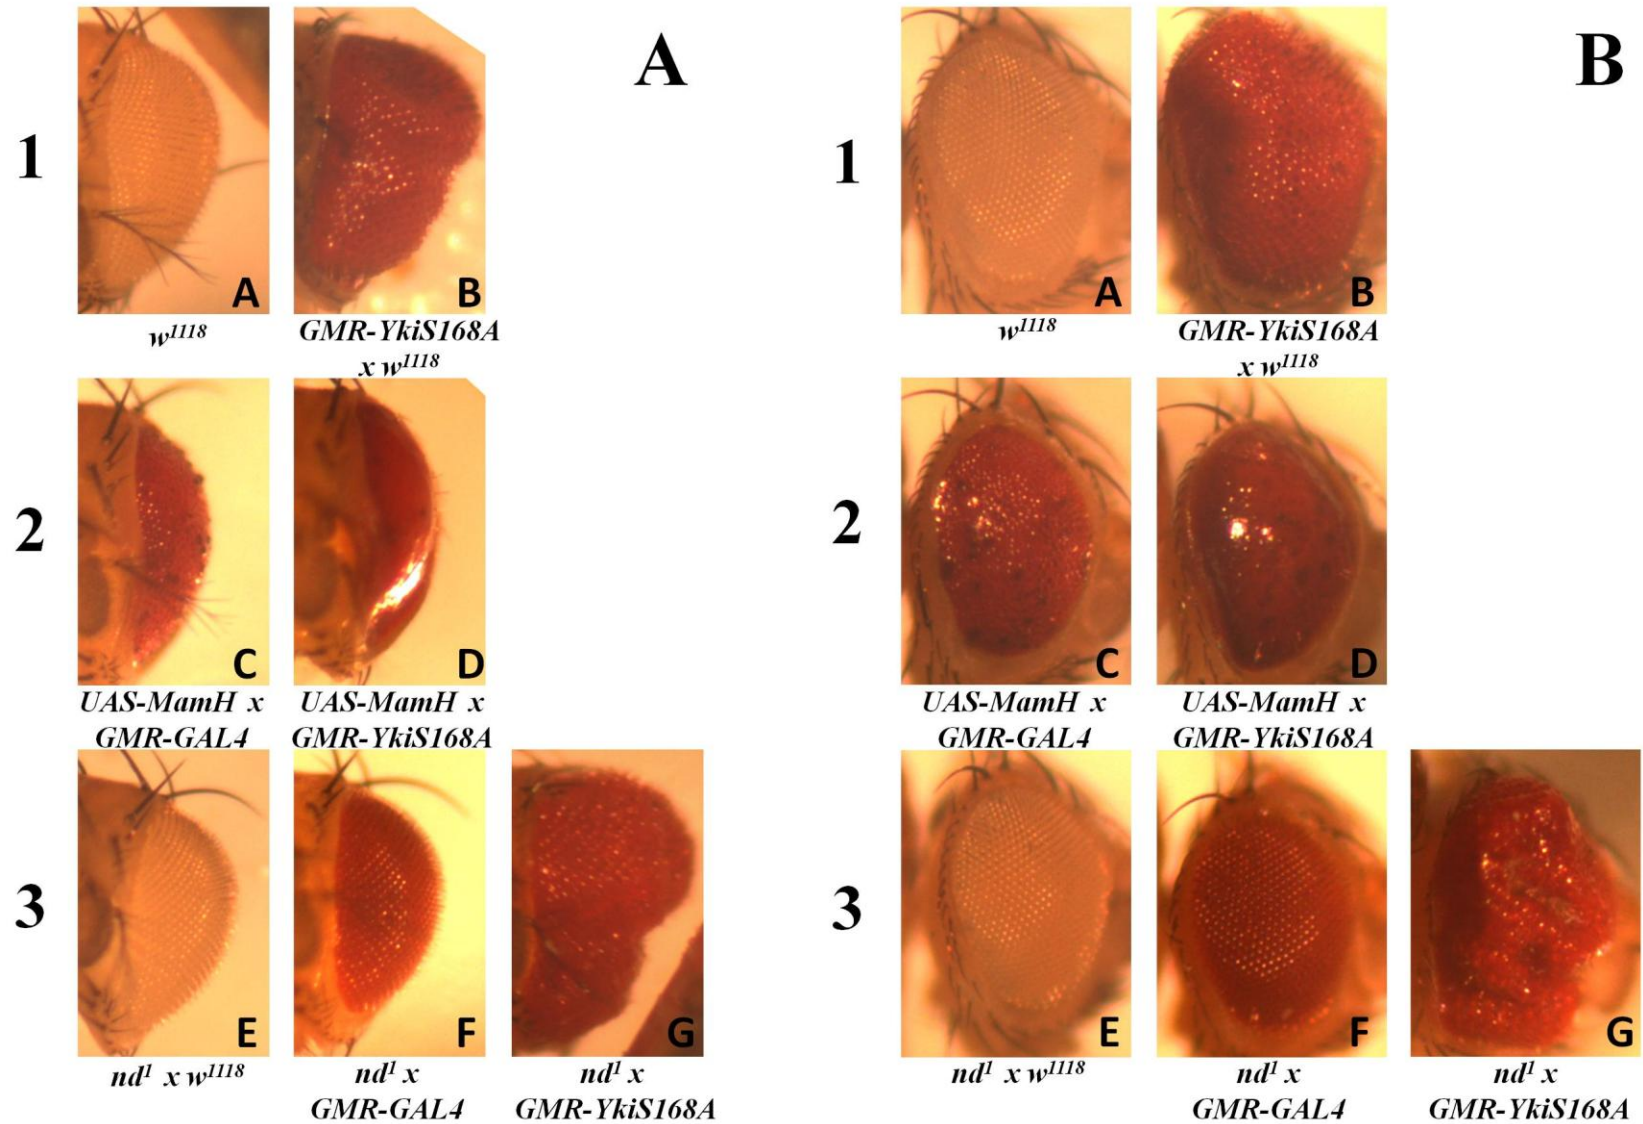 A
B
1
A
B
w1118
GMR-YkiS168A
x w1118
1
A
B
w1118
GMR-YkiS168A
x w1118
2
C
D
UAS-MamH x
GMR-GAL4
UAS-MamH x
GMR-YkiS168A
2
C
D
UAS-MamH x
GMR-GAL4
UAS-MamH x
GMR-YkiS168A
3
E
F
G
nd1 x w1118
nd1 x
GMR-GAL4
nd1 x
GMR-YkiS168A
3
E
F
G
nd1 x w1118
nd1 x
GMR-GAL4
nd1 x
GMR-YkiS168A